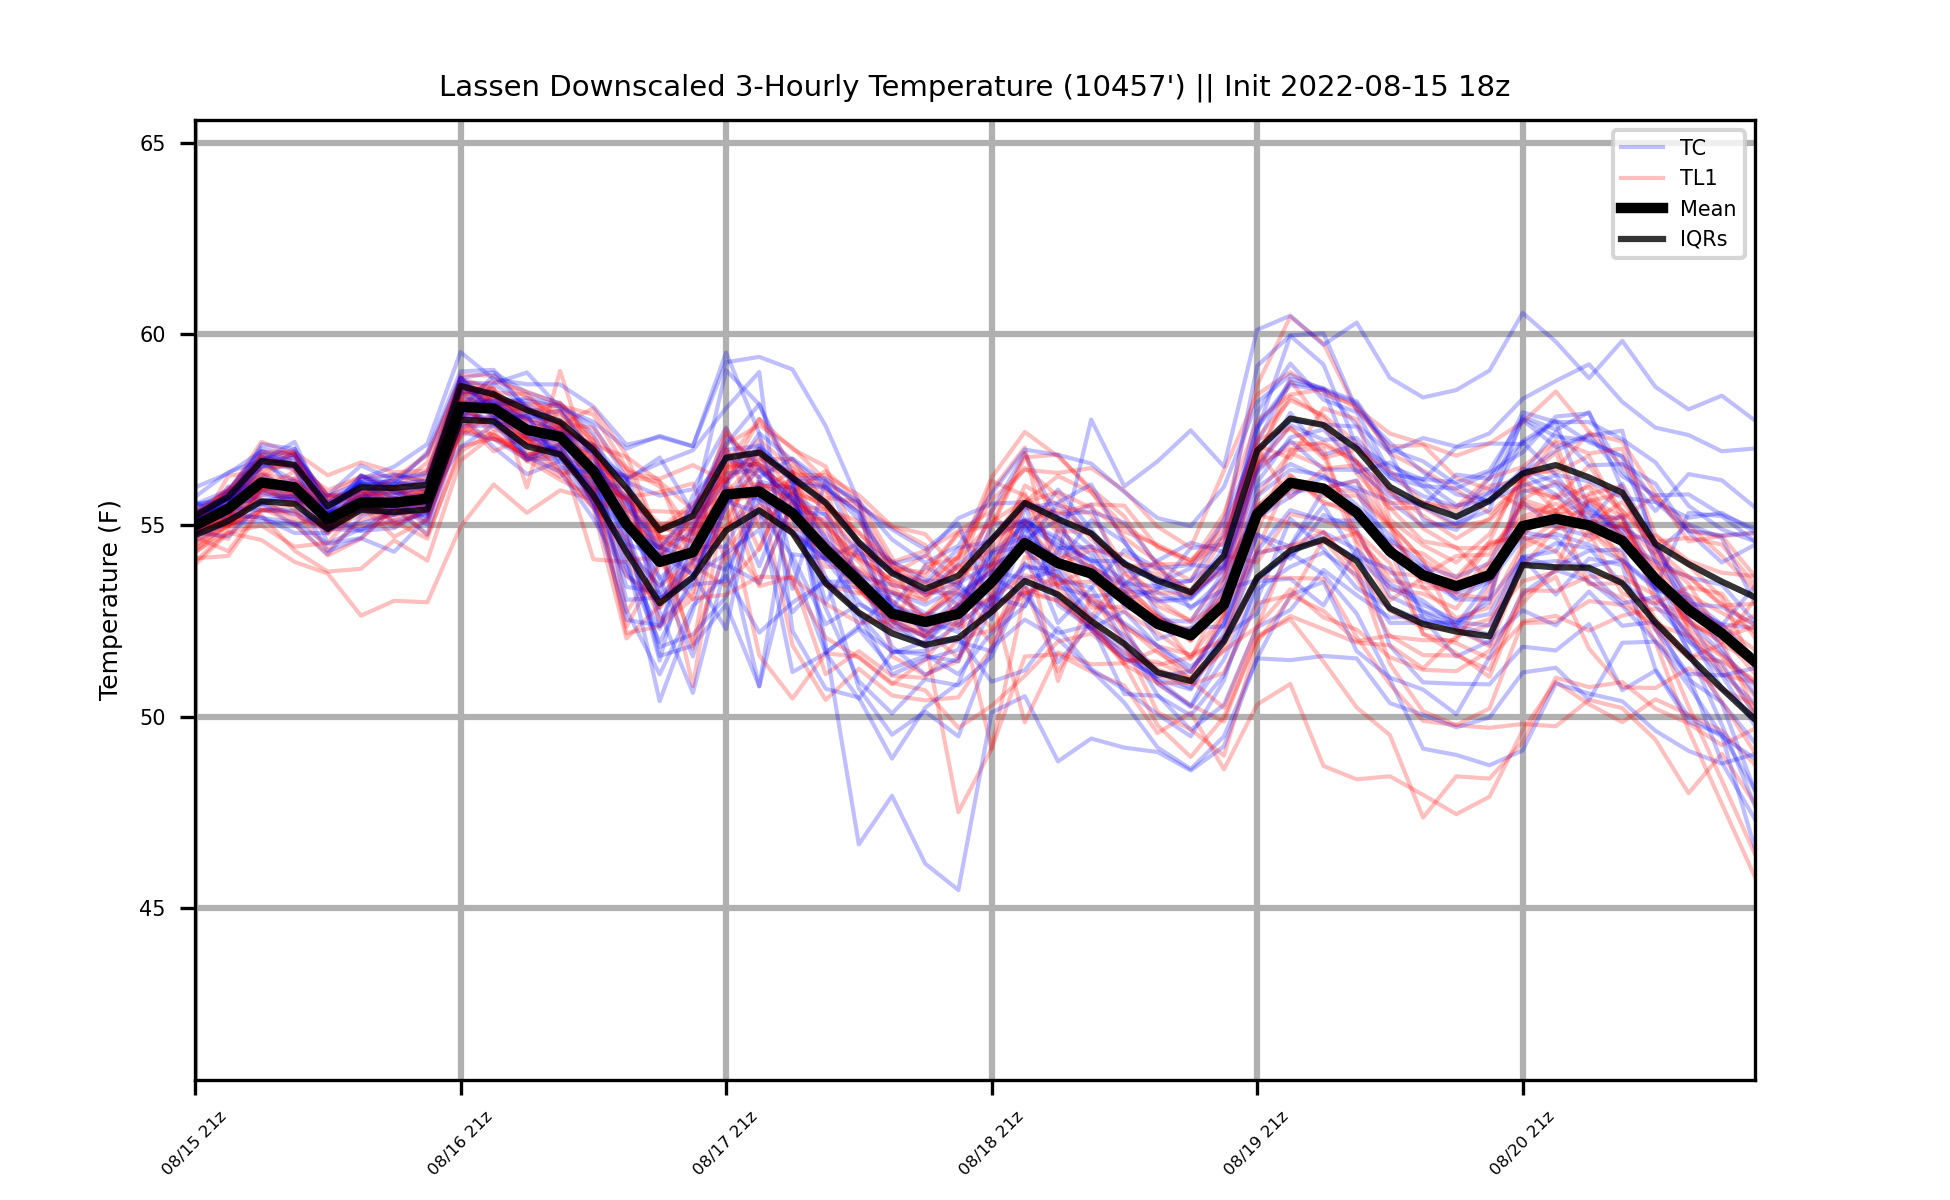 Lassen Downscaled 3-Hourly Temperature (10457') || Init 2022-08-15 18z
TC
TL1
Mean
IQRs
Temperature (F)
65
60
55
50
45
08/15 21z
08/16 21z
08/17 21z
08/18 21z
08/19 21z
08/20 21z